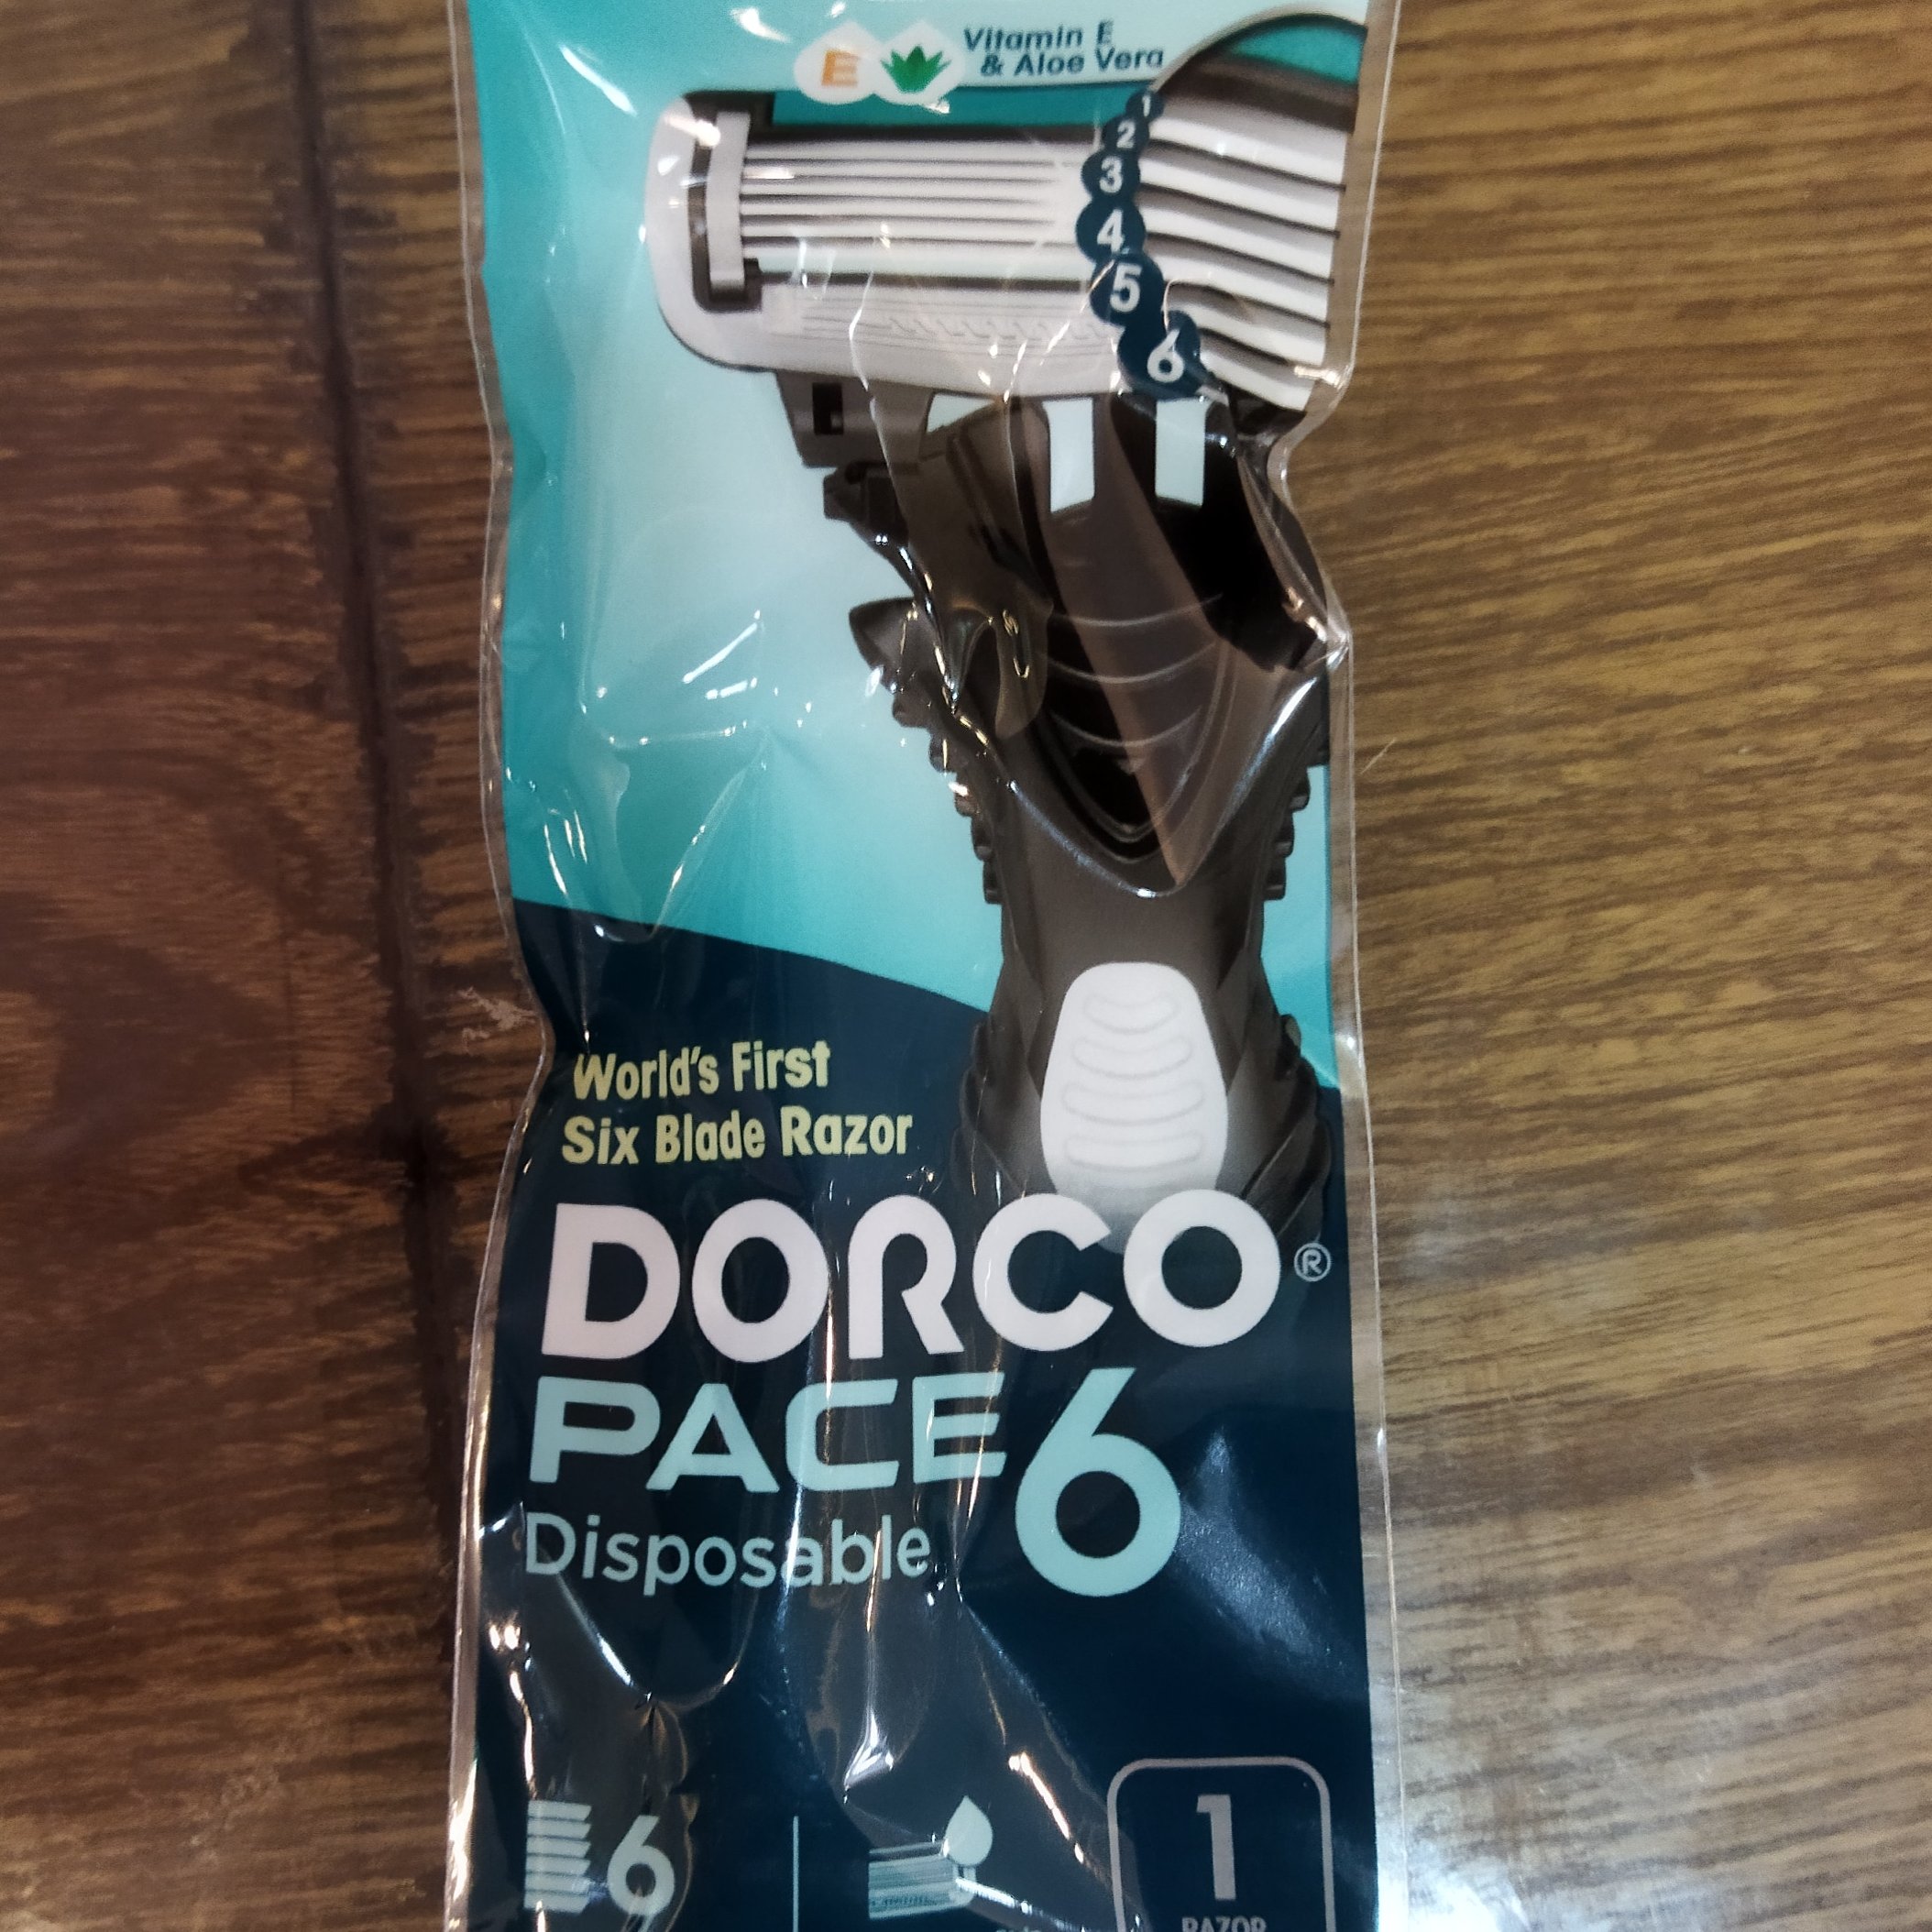 E
Vitamin E
& Aloe Vera
1
2
3
4
5
6
World's First
Six Blade Razor
DORCO®
PACE 6
Disposable
6
1
RAZOR